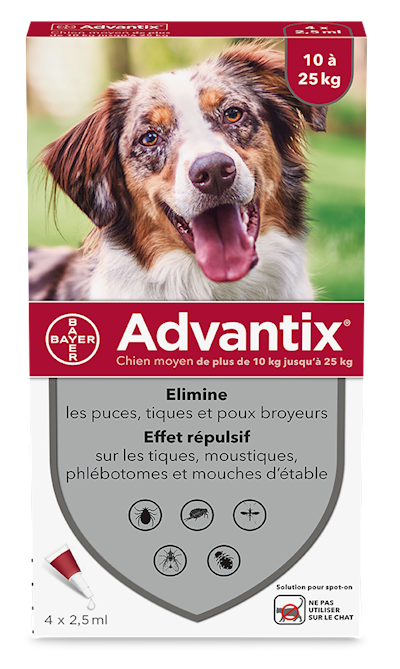 Advantix®
Chien moyen de plus
de 10 kg jusqu'à 25 kg
4 x
2,5 ml
10 à
25 kg
BAYER
BAYER
Advantix®
Chien moyen de plus de 10 kg jusqu'à 25 kg
Elimine
les puces, tiques et poux broyeurs
Effet répulsif
sur les tiques, moustiques,
phlébotomes et mouches d'étable
Solution pour spot-on
NE PAS
UTILISER
SUR LE CHAT
4 x 2,5 ml